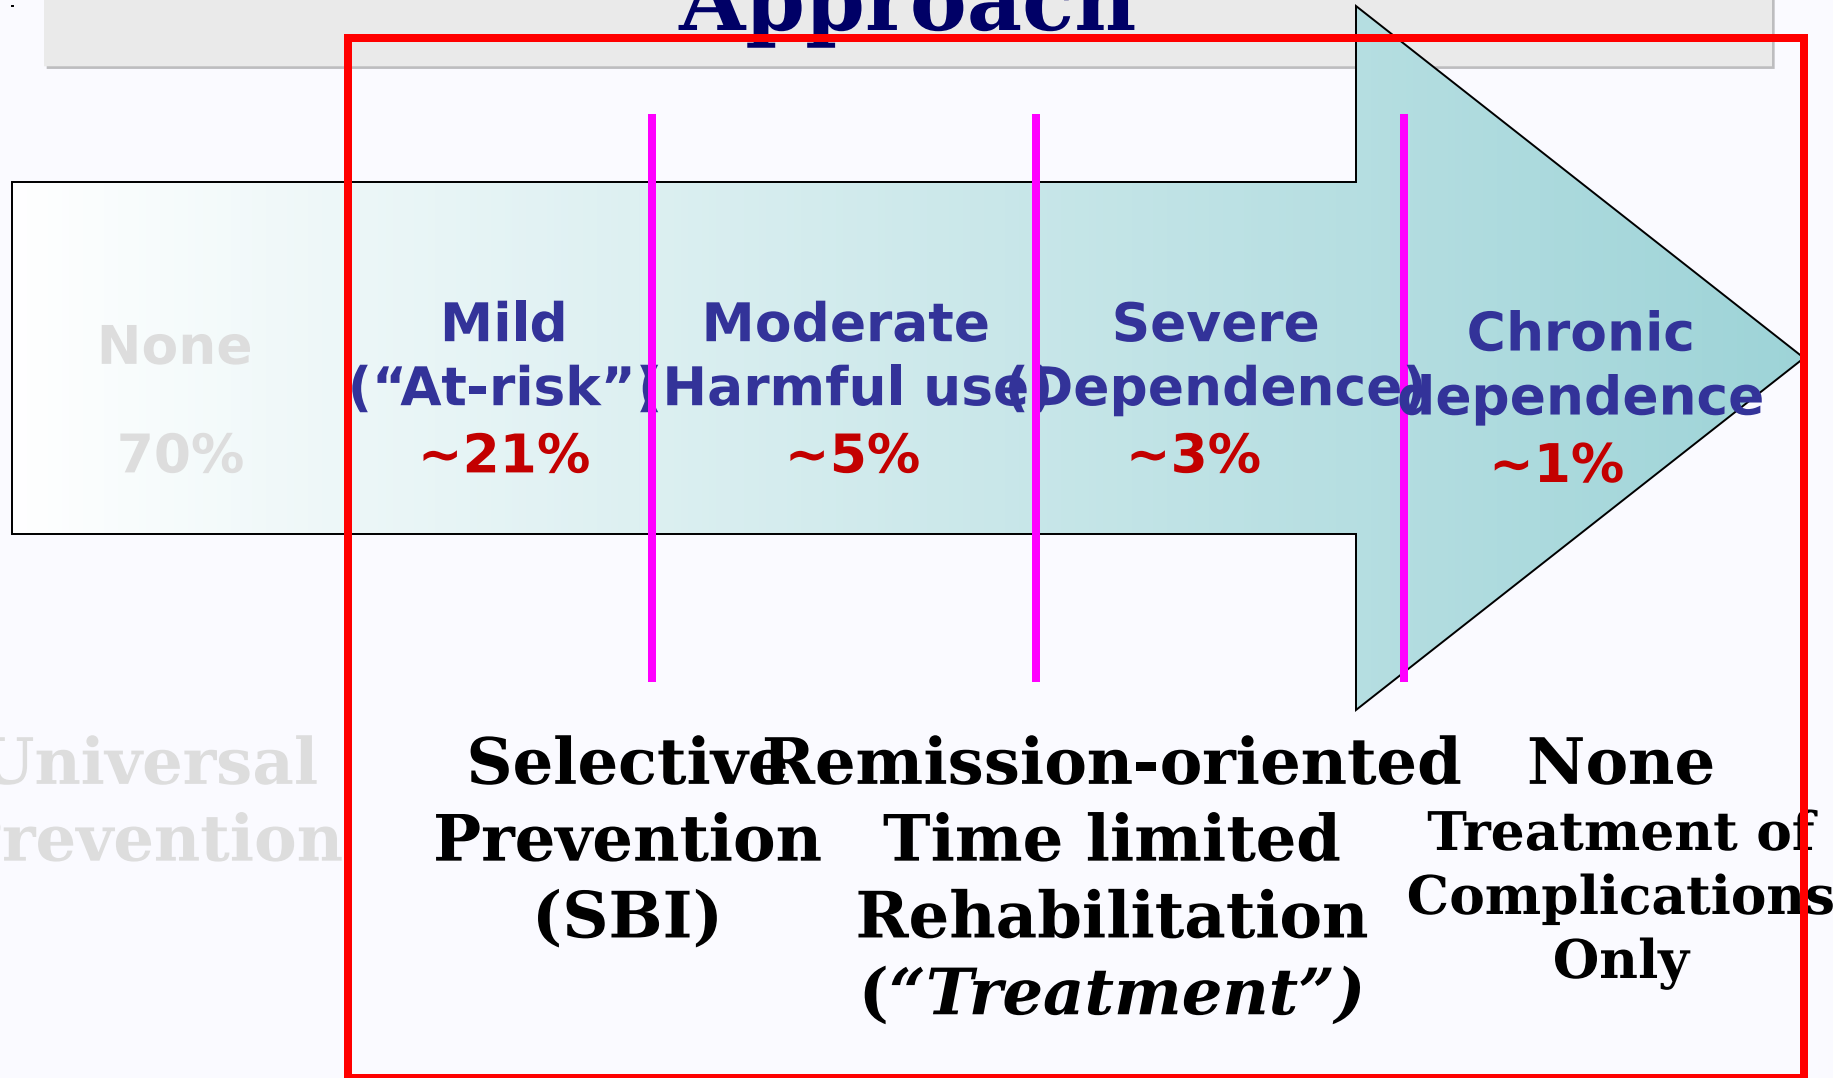 Approach
None
70%
Mild
(“At-risk”)
~21%
Moderate
(Harmful use)
~5%
Severe
(Dependence)
~3%
Chronic
dependence
~1%
Universal
revention
Selective
Prevention
(SBI)
Remission-oriented
Time limited
Rehabilitation
(“Treatment”)
None
Treatment of
Complications
Only